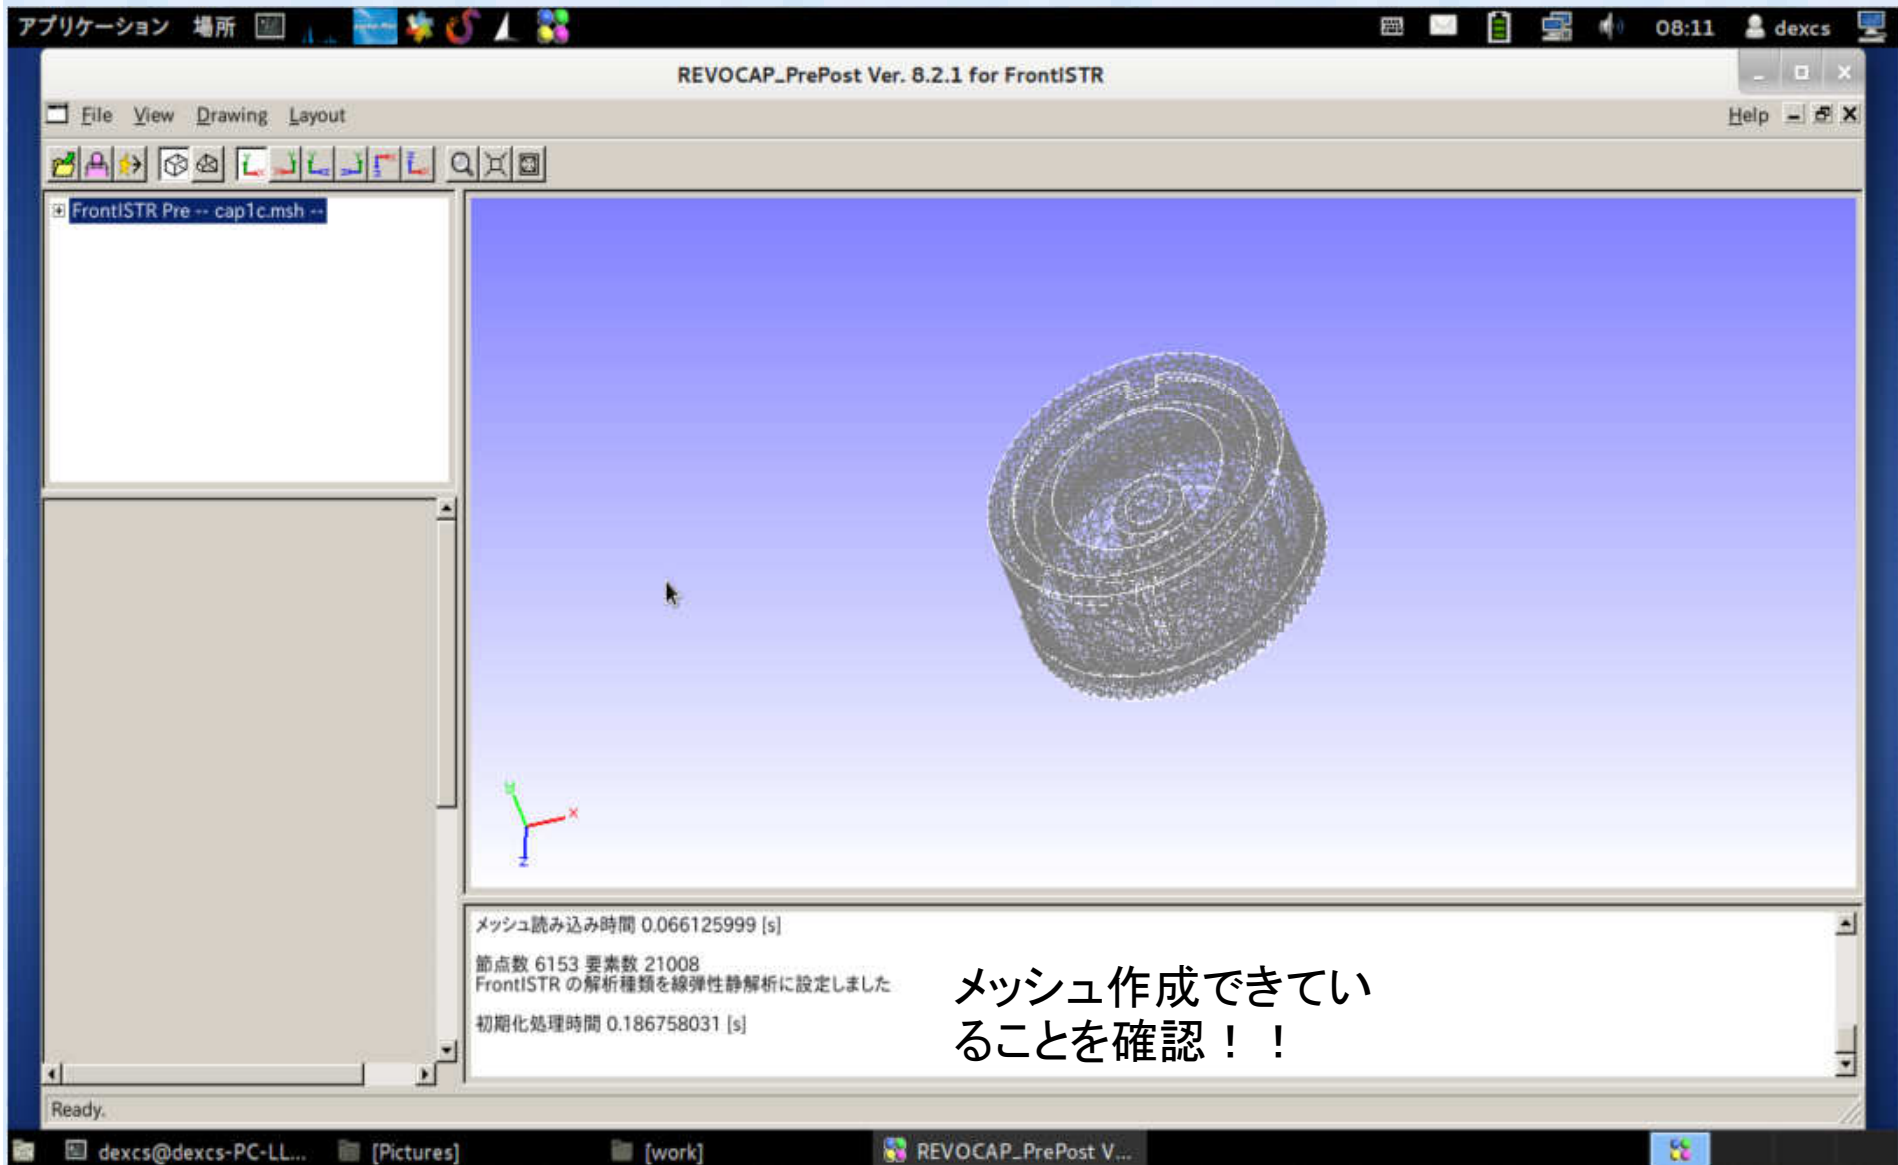 アプリケーション 場所 08:11 dexcs
REVOCAP_PrePost Ver. 8.2.1 for FrontISTR
File View Drawing Layout Help
FrontISTR Pre -- cap1c.msh --
y
x
z
メッシュ読み込み時間 0.066125999 [s]
節点数 6153 要素数 21008
FrontISTR の解析種類を線弾性静解析に設定しました
初期化処理時間 0.186758031 [s]
メッシュ作成できてい
ることを確認！！
Ready.
dexcs@dexcs-PC-LL... [Pictures] [work] REVOCAP_PrePost V...